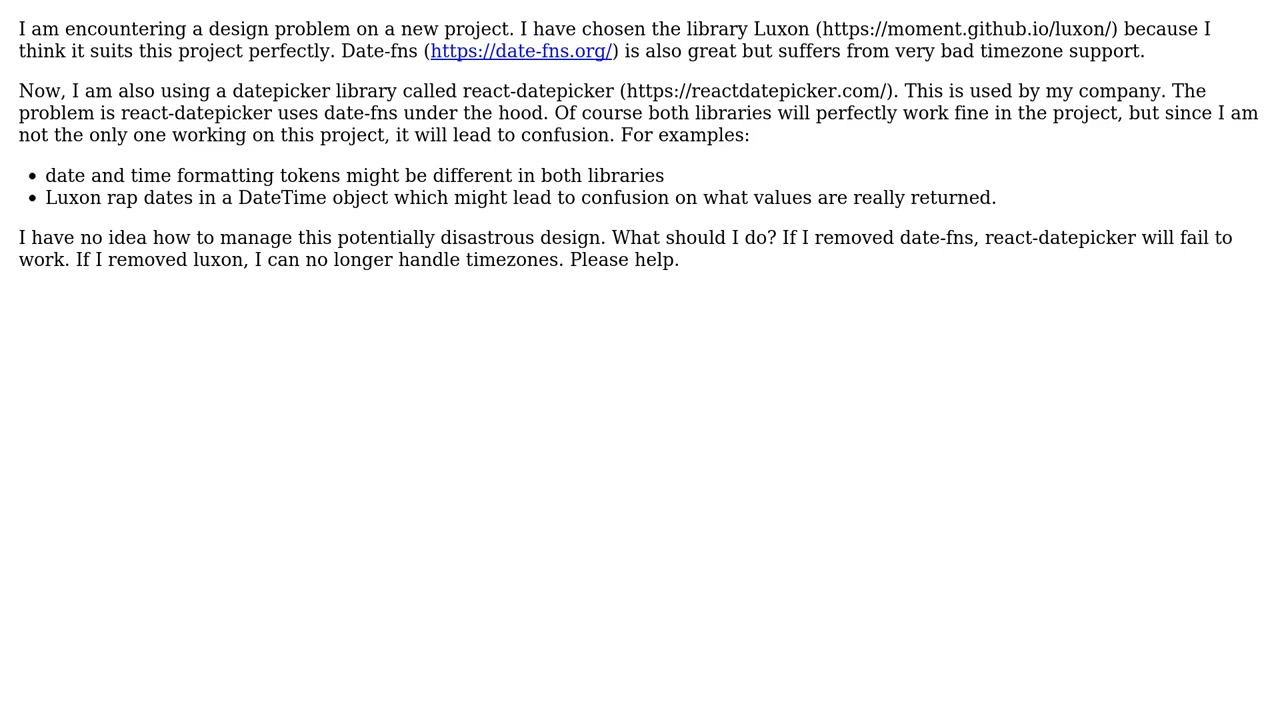 I am encountering a design problem on a new project. I have chosen the library Luxon (https://moment.github.io/luxon/) because I
think it suits this project perfectly. Date-fns (https://date-fns.org/) is also great but suffers from very bad timezone support.
Now, I am also using a datepicker library called react-datepicker (https://reactdatepicker.com/). This is used by my company. The
problem is react-datepicker uses date-fns under the hood. Of course both libraries will perfectly work fine in the project, but since I am
not the only one working on this project, it will lead to confusion. For examples:
• date and time formatting tokens might be different in both libraries
• Luxon rap dates in a DateTime object which might lead to confusion on what values are really returned.
I have no idea how to manage this potentially disastrous design. What should I do? If I removed date-fns, react-datepicker will fail to
work. If I removed luxon, I can no longer handle timezones. Please help.